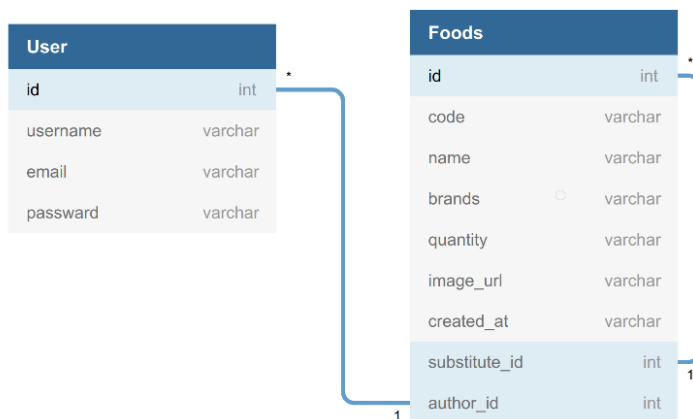 User
id int
username varchar
email varchar
passward varchar
*
1
Foods
id int
code varchar
name varchar
brands varchar
quantity varchar
image_url varchar
created_at varchar
substitute_id int
author_id int
*
1